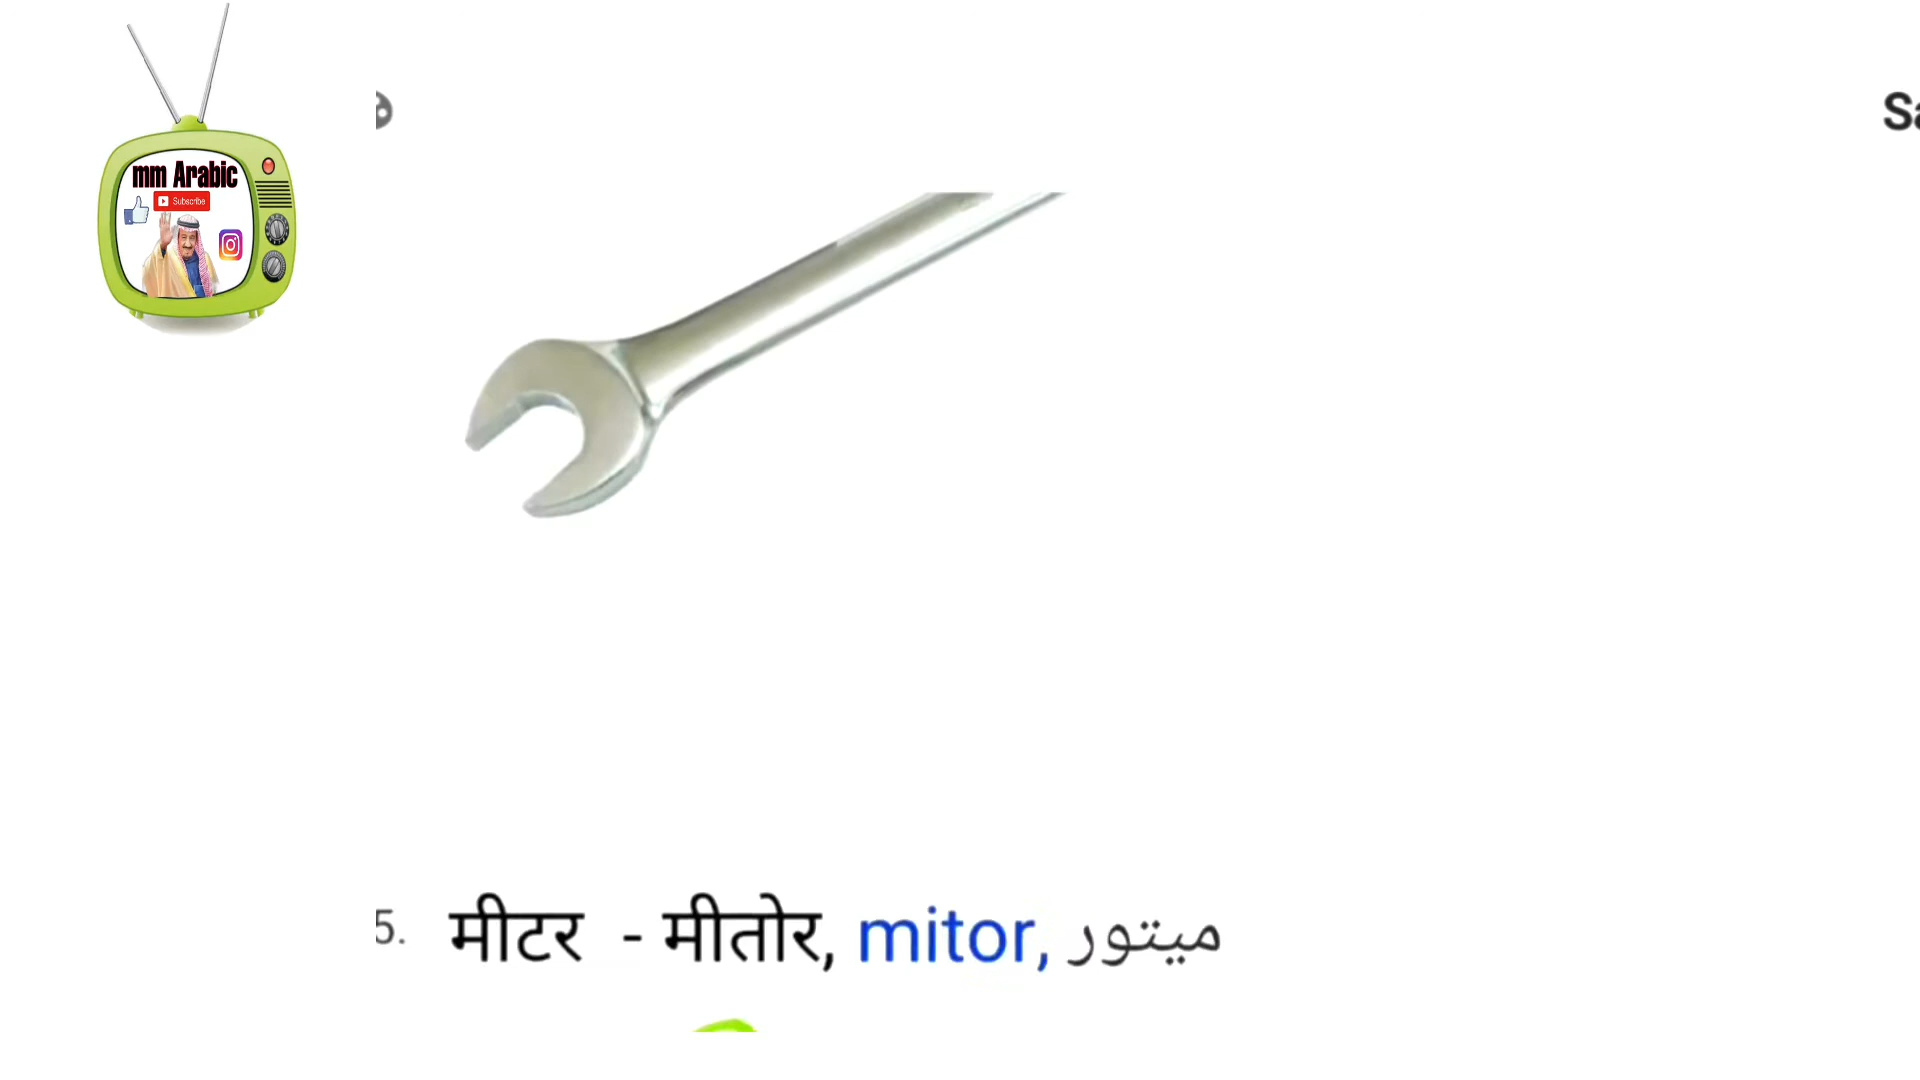 mm Arabic
Subscribe
5. मीटर - मीतोर, mitor, ميتور